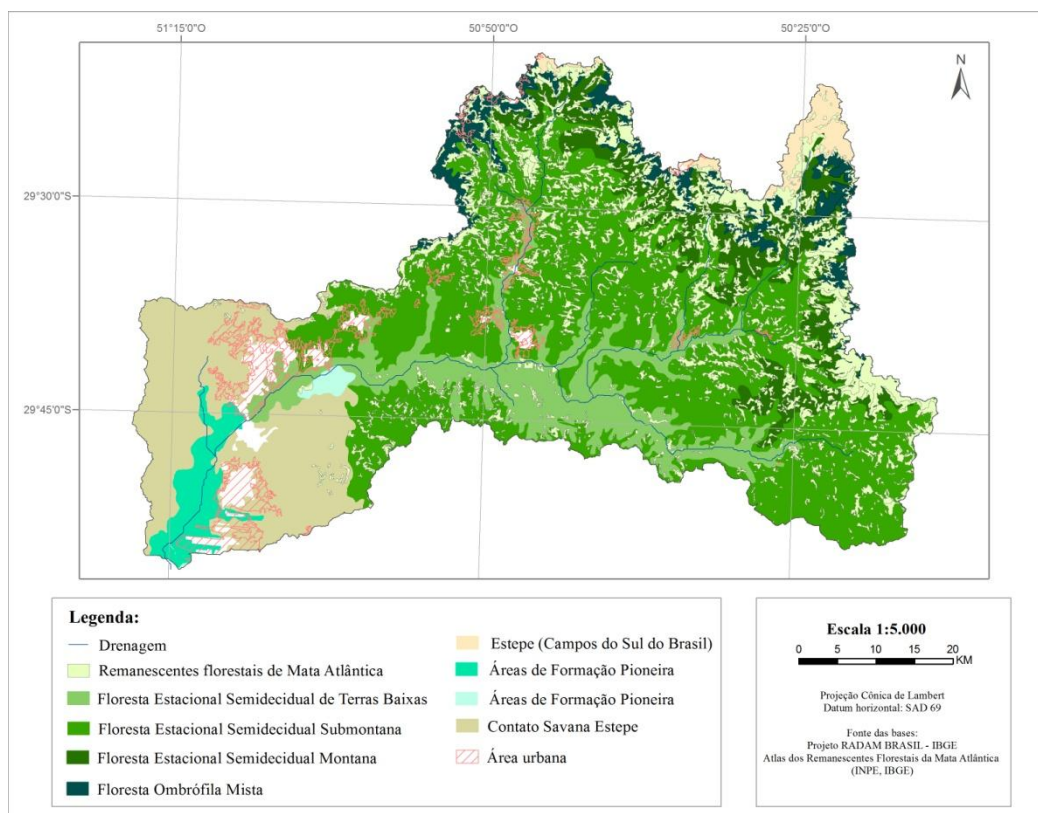 51°15'0"O
50°50'0"O
50°25'0"O
N
29°30'0"S
29°45'0"S
Legenda:
Drenagem
Remanescentes florestais de Mata Atlântica
Floresta Estacional Semidecidual de Terras Baixas
Floresta Estacional Semidecidual Submontana
Floresta Estacional Semidecidual Montana
Floresta Ombrófila Mista
Estepe (Campos do Sul do Brasil)
Áreas de Formação Pioneira
Áreas de Formação Pioneira
Contato Savana Estepe
Área urbana
Escala 1:5.000
0 5 10 15 20
KM
Projeção Cônica de Lambert
Datum horizontal: SAD 69
Fonte das bases:
Projeto RADAM BRASIL - IBGE
Atlas dos Remanescentes Florestais da Mata Atlântica
(INPE, IBGE)